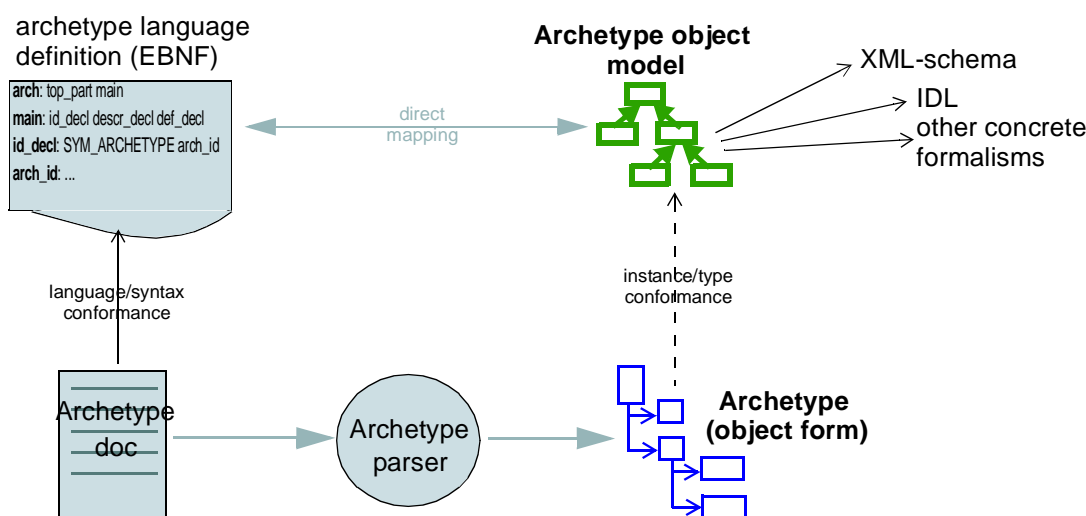 archetype language
definition (EBNF)
arch: top_part main
main: id_decl descr_decl def_decl
id_decl: SYM_ARCHETYPE arch_id
arch_id: ...
direct
mapping
Archetype object
model
XML-schema
IDL
other concrete
formalisms
language/syntax
conformance
instance/type
conformance
Archetype
doc
Archetype
parser
Archetype
(object form)